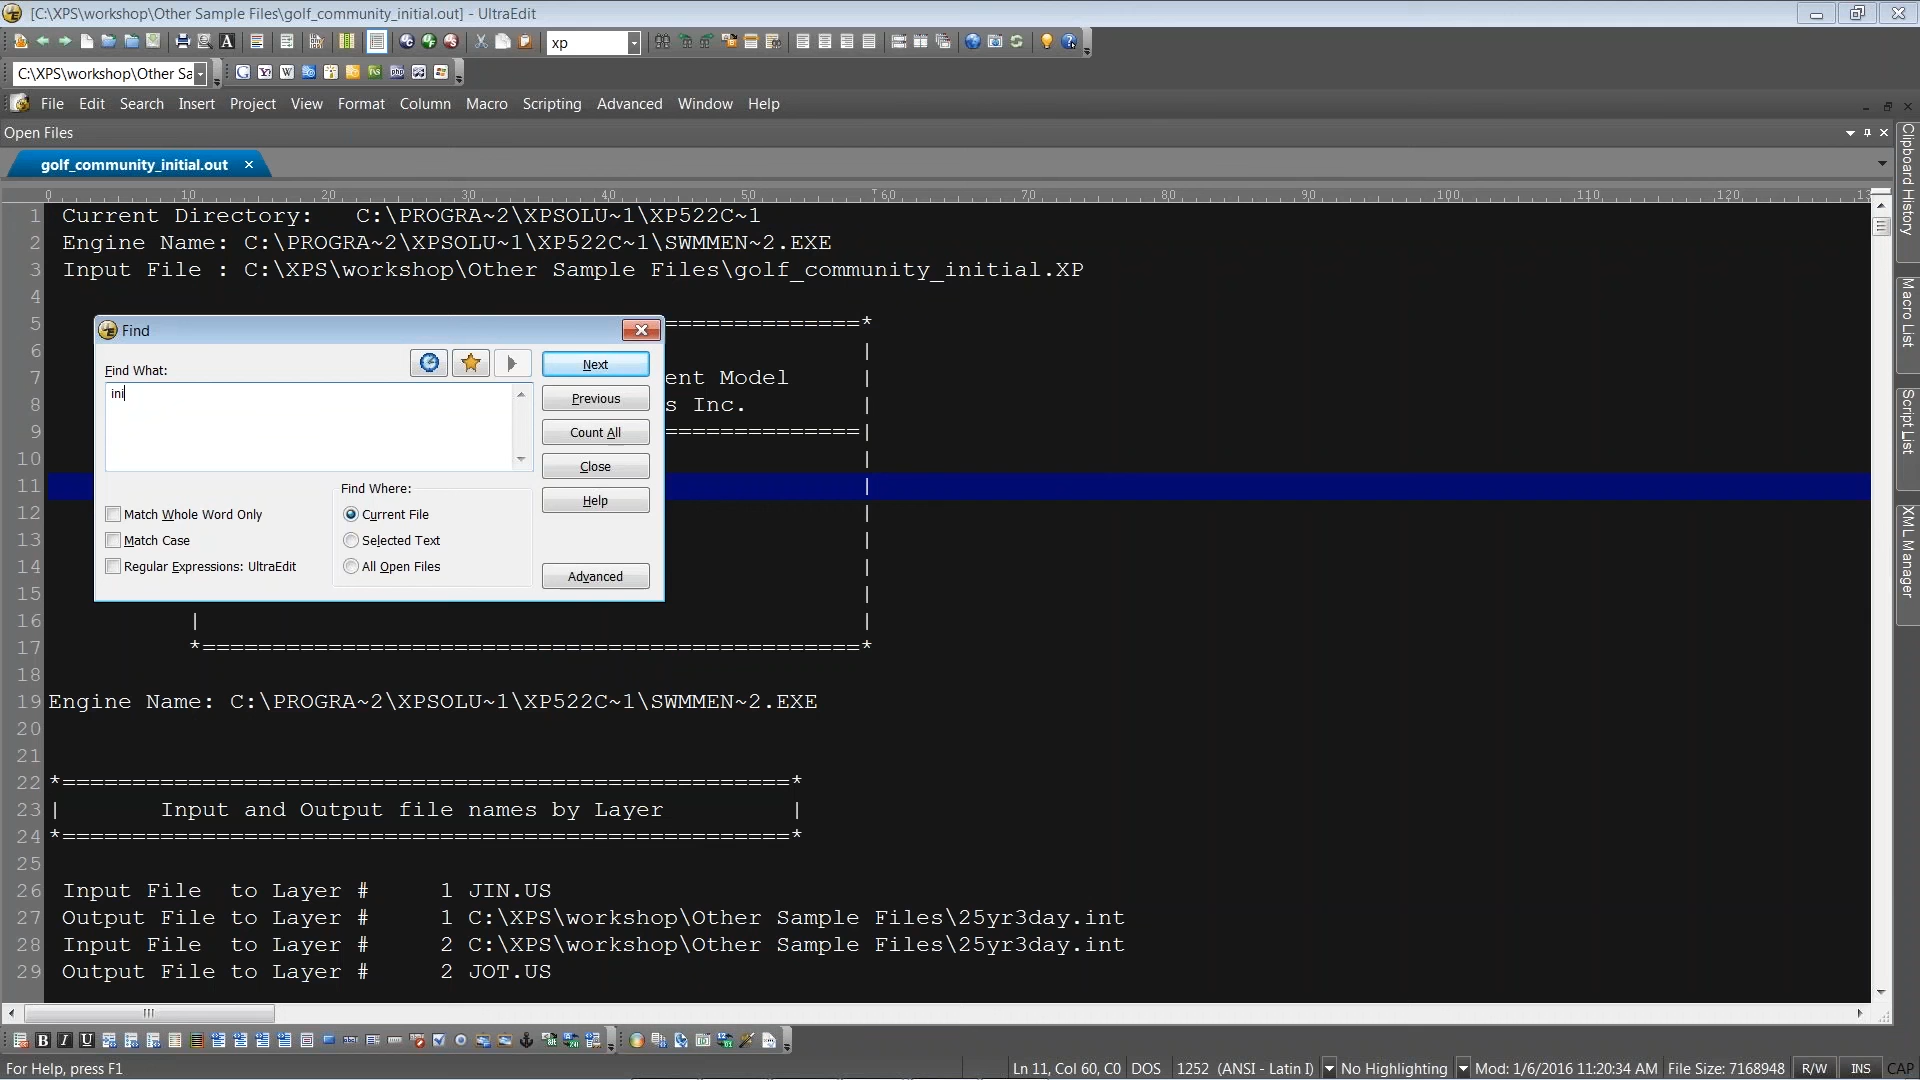 [C:\XPS\workshop\Other Sample Files\golf_community_initial.out] - UltraEdit
xp
C:\XPS\workshop\Other Sa
File Edit Search Insert Project View Format Column Macro Scripting Advanced Window Help
Open Files
golf_community_initial.out
0 10 20 30 40 50 60 70 80 90 100 110 120
1 Current Directory: C:\PROGRA~2\XPSOLU~1\XP522C~1
2 Engine Name: C:\PROGRA~2\XPSOLU~1\XP522C~1\SWMMEN~2.EXE
3 Input File : C:\XPS\workshop\Other Sample Files\golf_community_initial.XP
4
5 ==============*
6 |
7 ent Model |
8 s Inc. |
9 ==============|
10 |
11 |
12 |
13 |
14 |
15 |
16 | |
17 *===============================================*
18
19 Engine Name: C:\PROGRA~2\XPSOLU~1\XP522C~1\SWMMEN~2.EXE
20
21
22 *====================================================*
23 | Input and Output file names by Layer |
24 *====================================================*
25
26 Input File to Layer # 1 JIN.US
27 Output File to Layer # 1 C:\XPS\workshop\Other Sample Files\25yr3day.int
28 Input File to Layer # 2 C:\XPS\workshop\Other Sample Files\25yr3day.int
29 Output File to Layer # 2 JOT.US
Find
Find What:
ini
Next
Previous
Count All
Close
Help
Advanced
Match Whole Word Only
Match Case
Regular Expressions: UltraEdit
Find Where:
Current File
Selected Text
All Open Files
Clipboard History
Macro List
Script List
XML Manager
For Help, press F1
Ln 11, Col 60, C0 DOS 1252 (ANSI - Latin I) No Highlighting Mod: 1/6/2016 11:20:34 AM File Size: 7168948 R/W INS CAP